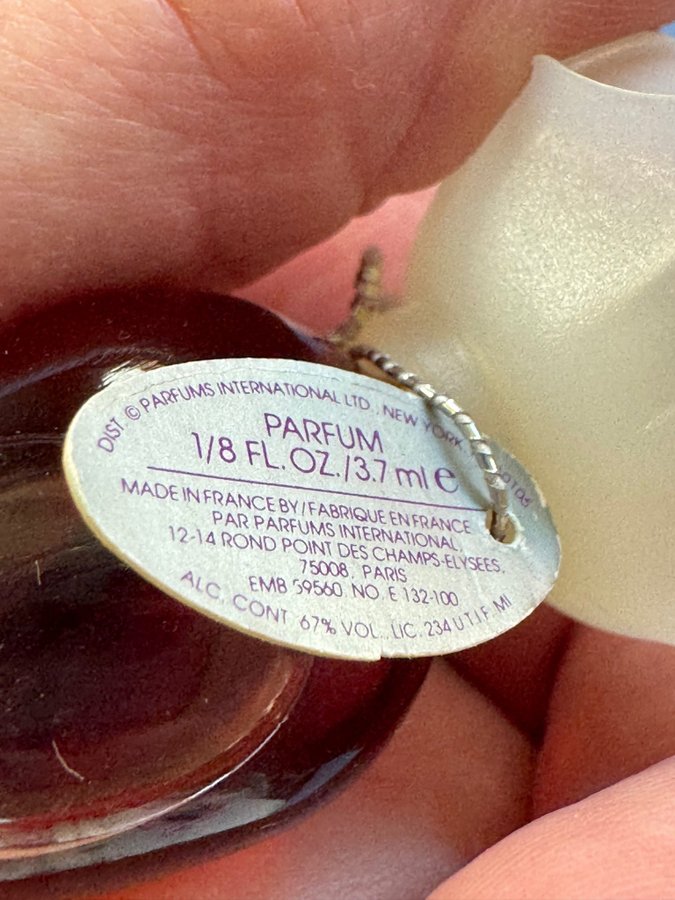 DIST. © PARFUMS INTERNATIONAL LTD., NEW YORK,
PARFUM
1/8 FL. OZ./3.7 ml ℮
MADE IN FRANCE BY/FABRIQUE EN FRANCE
PAR PARFUMS INTERNATIONAL,
12-14 ROND POINT DES CHAMPS-ELYSEES,
75008, PARIS
EMB 59560 NO. E 132-100
ALC. CONT. 67% VOL. LIC. 234 U.T.I.F. MI